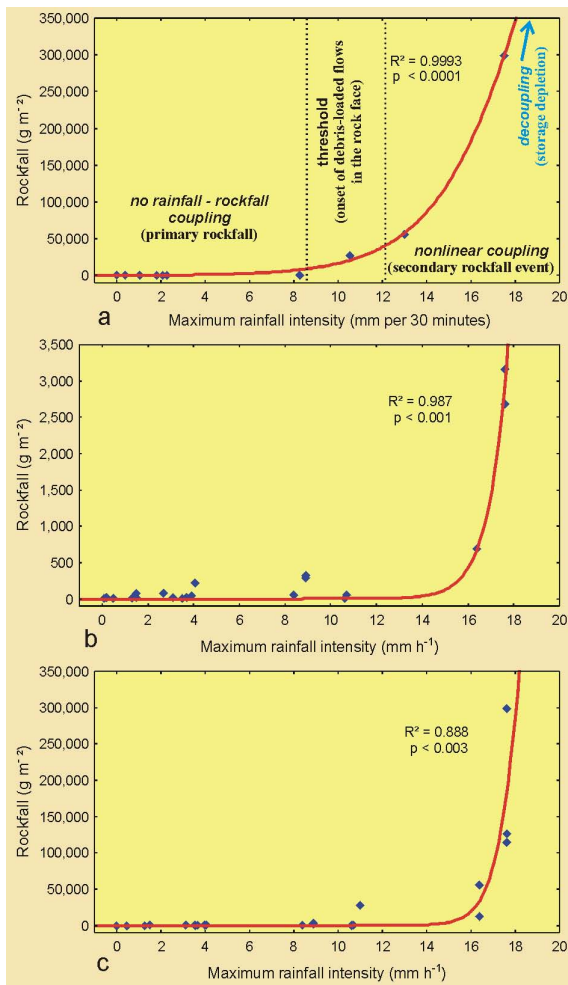 350,000
300,000
250,000
200,000
150,000
100,000
50,000
0
Rockfall (g m⁻²)
R² = 0.9993
p < 0.0001
threshold
(onset of debris-loaded flows
in the rock face)
decoupling
(storage depletion)
no rainfall - rockfall
coupling
(primary rockfall)
nonlinear coupling
(secondary rockfall event)
0 2 4 6 8 10 12 14 16 18 20
a
Maximum rainfall intensity (mm per 30 minutes)
3,500
3,000
2,500
2,000
1,500
1,000
500
0
Rockfall (g m⁻²)
R² = 0.987
p < 0.001
0 2 4 6 8 10 12 14 16 18 20
b
Maximum rainfall intensity (mm h⁻¹)
350,000
300,000
250,000
200,000
150,000
100,000
50,000
0
Rockfall (g m⁻²)
R² = 0.888
p < 0.003
0 2 4 6 8 10 12 14 16 18 20
c
Maximum rainfall intensity (mm h⁻¹)